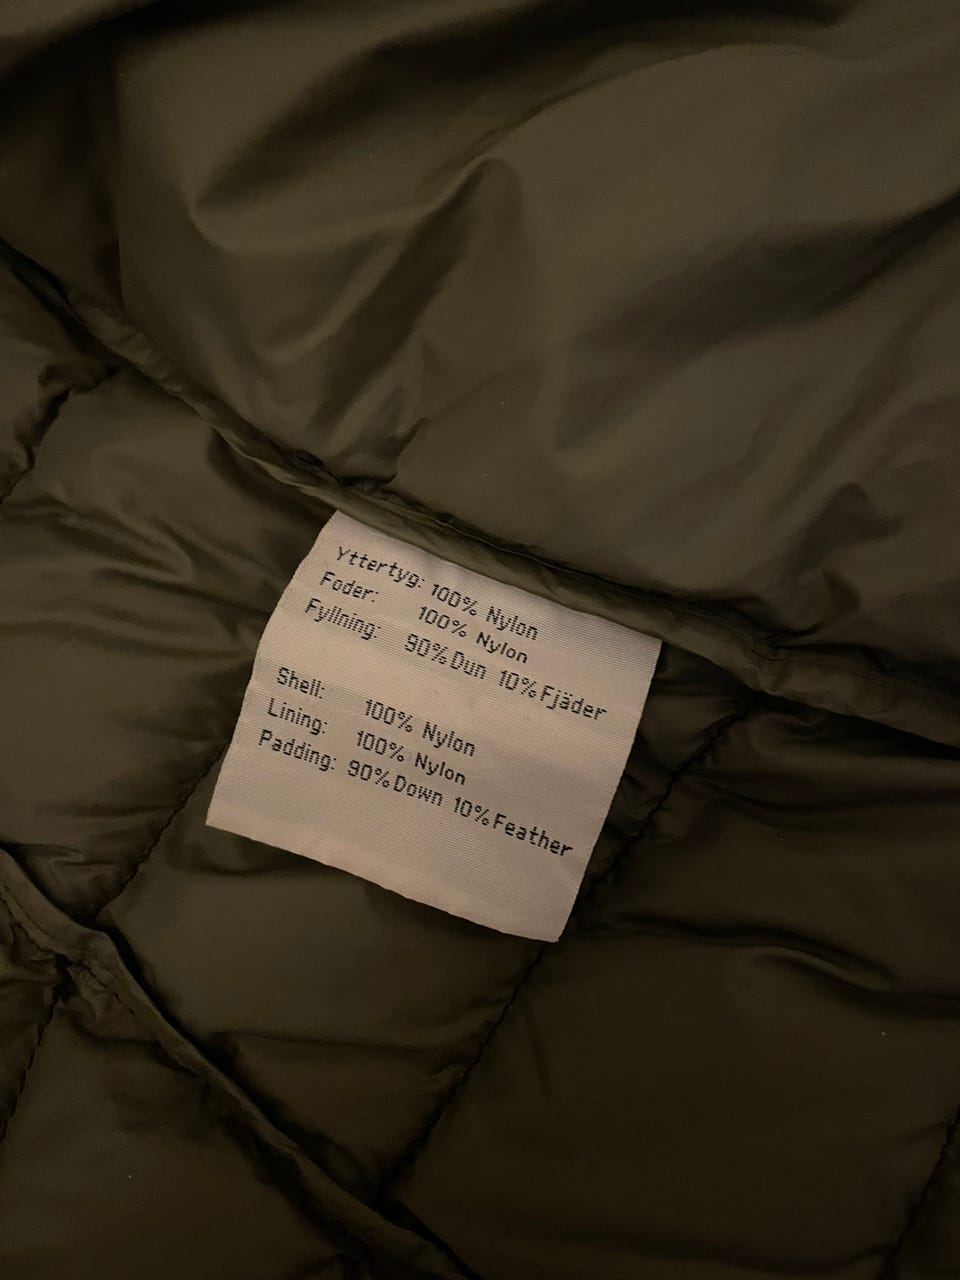 Yttertyg: 100% Nylon
Foder: 100% Nylon
Fyllning: 90% Dun 10% Fjäder
Shell: 100% Nylon
Lining: 100% Nylon
Padding: 90% Down 10% Feather